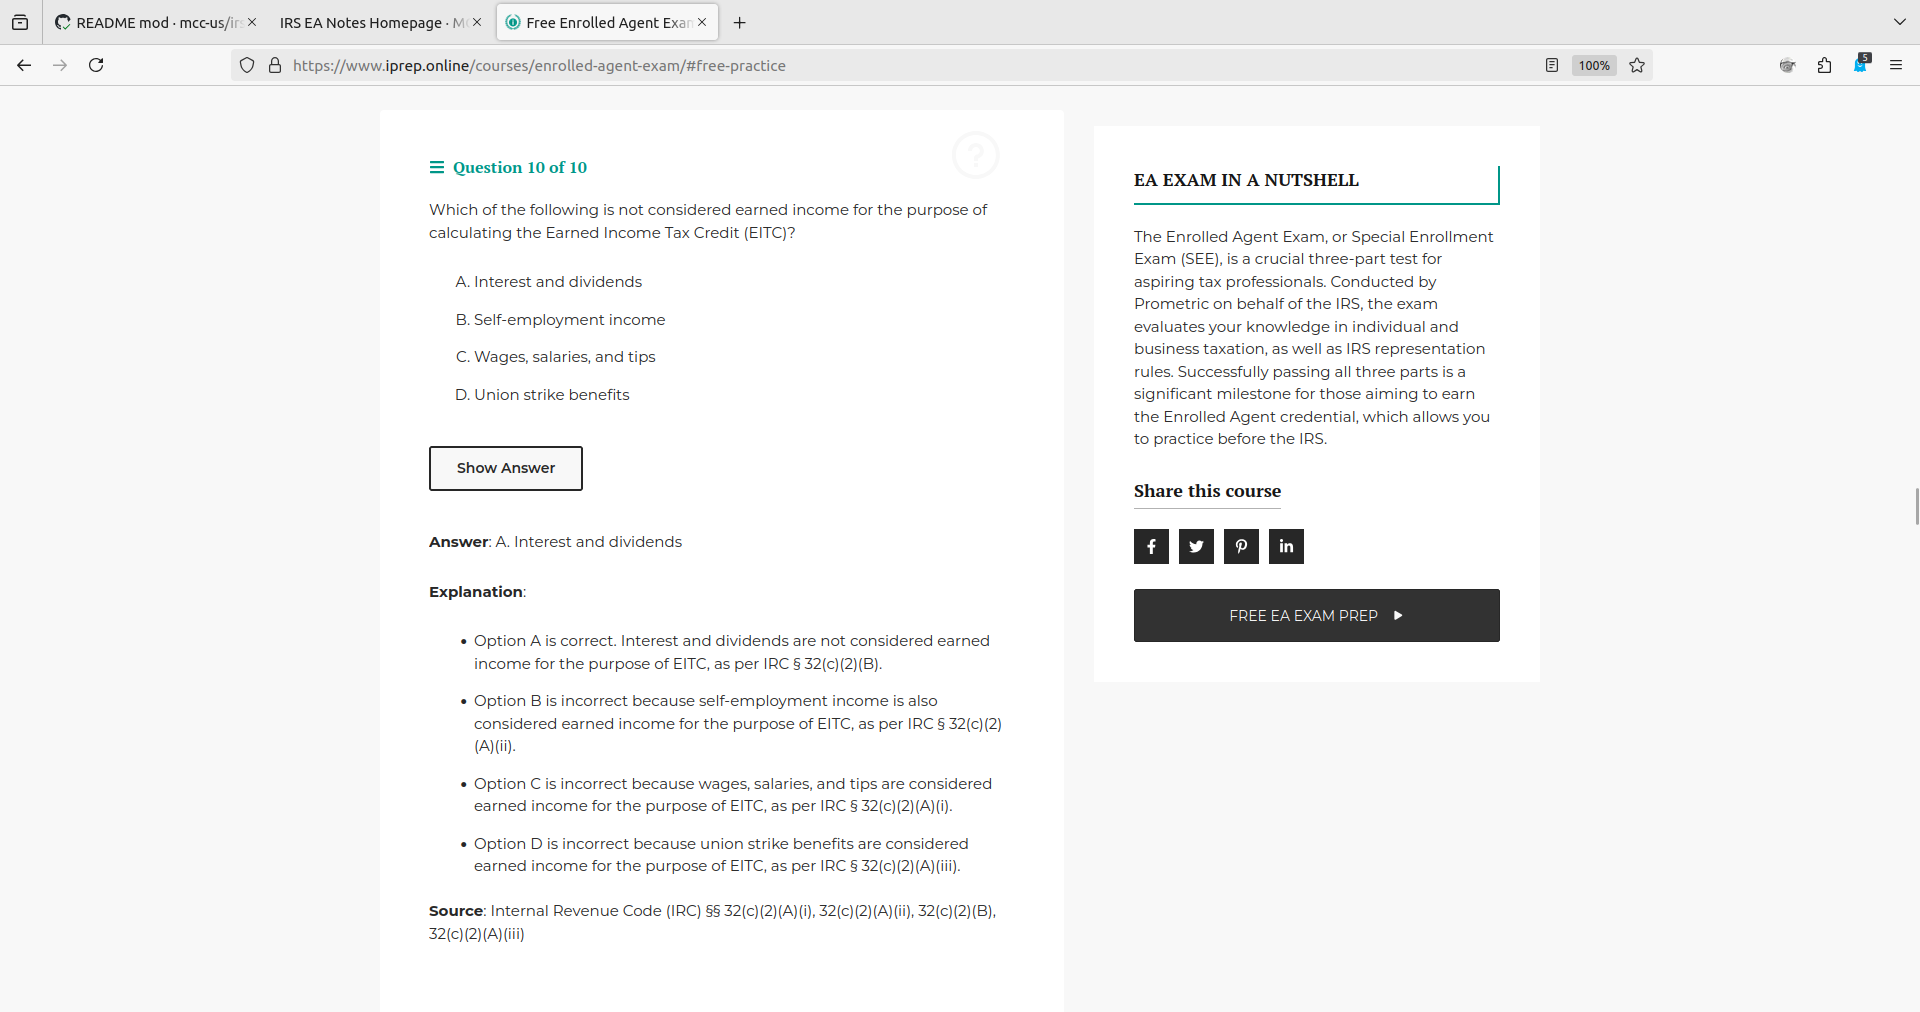 README mod · mcc-us/irs
IRS EA Notes Homepage · MC
Free Enrolled Agent Exam
https://www.iprep.online/courses/enrolled-agent-exam/#free-practice
100%
5
?
Question 10 of 10
Which of the following is not considered earned income for the purpose of
calculating the Earned Income Tax Credit (EITC)?
A. Interest and dividends
B. Self-employment income
C. Wages, salaries, and tips
D. Union strike benefits
Show Answer
Answer: A. Interest and dividends
Explanation:
• Option A is correct. Interest and dividends are not considered earned
income for the purpose of EITC, as per IRC § 32(c)(2)(B).
• Option B is incorrect because self-employment income is also
considered earned income for the purpose of EITC, as per IRC § 32(c)(2)
(A)(ii).
• Option C is incorrect because wages, salaries, and tips are considered
earned income for the purpose of EITC, as per IRC § 32(c)(2)(A)(i).
• Option D is incorrect because union strike benefits are considered
earned income for the purpose of EITC, as per IRC § 32(c)(2)(A)(iii).
Source: Internal Revenue Code (IRC) §§ 32(c)(2)(A)(i), 32(c)(2)(A)(ii), 32(c)(2)(B),
32(c)(2)(A)(iii)
EA EXAM IN A NUTSHELL
The Enrolled Agent Exam, or Special Enrollment
Exam (SEE), is a crucial three-part test for
aspiring tax professionals. Conducted by
Prometric on behalf of the IRS, the exam
evaluates your knowledge in individual and
business taxation, as well as IRS representation
rules. Successfully passing all three parts is a
significant milestone for those aiming to earn
the Enrolled Agent credential, which allows you
to practice before the IRS.
Share this course
FREE EA EXAM PREP